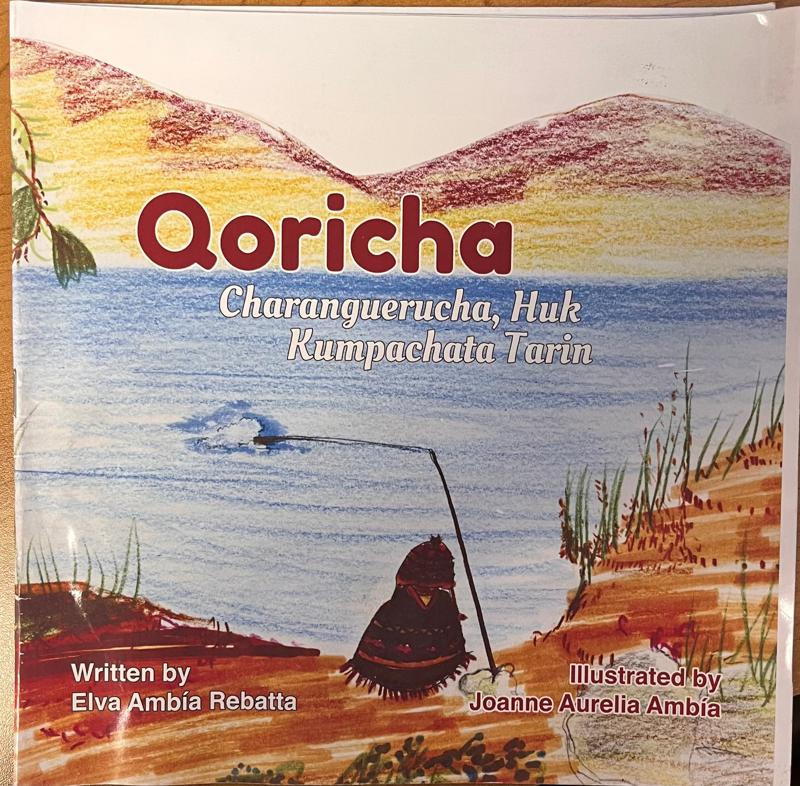 Qoricha
Charanguerucha, Huk
Kumpachata Tarin
Written by
Elva Ambía Rebatta
Illustrated by
Joanne Aurelia Ambía